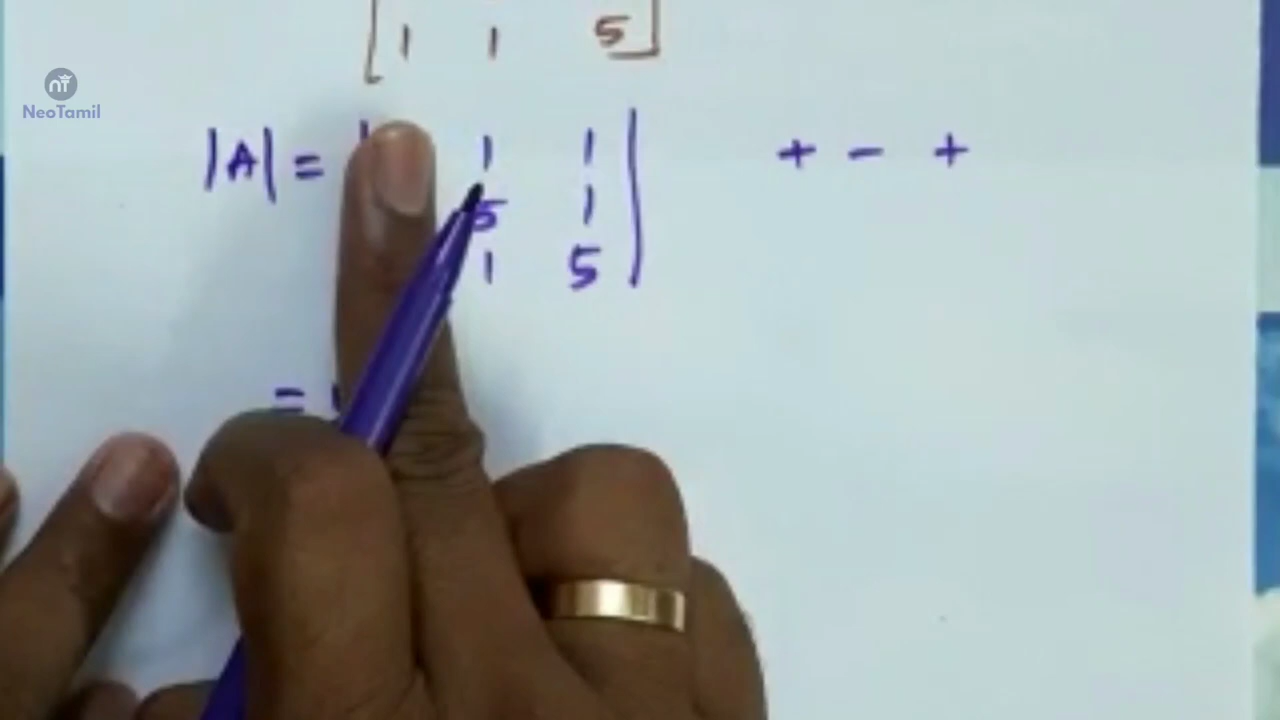 1 1 5
NeoTamil
|A| = | 1 1 | + - +
5 1
1 5
=